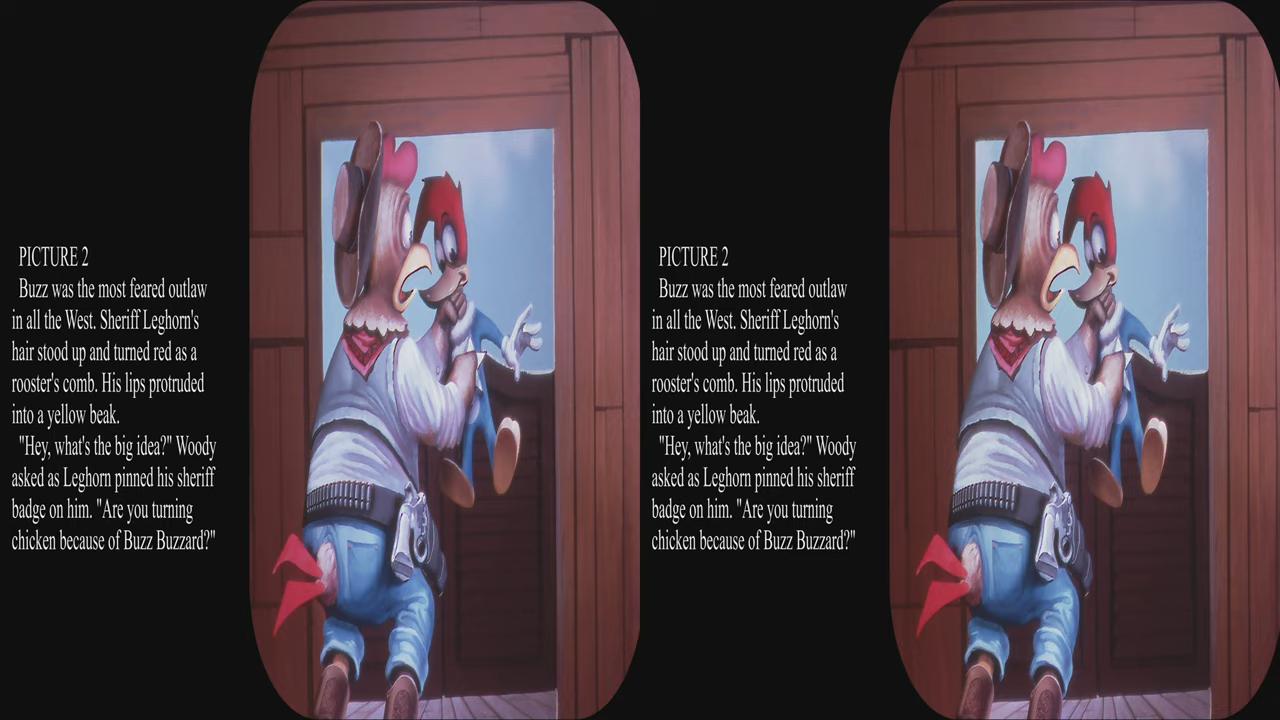 PICTURE 2
Buzz was the most feared outlaw
in all the West. Sheriff Leghorn's
hair stood up and turned red as a
rooster's comb. His lips protruded
into a yellow beak.
"Hey, what's the big idea?" Woody
asked as Leghorn pinned his sheriff
badge on him. "Are you turning
chicken because of Buzz Buzzard?"
PICTURE 2
Buzz was the most feared outlaw
in all the West. Sheriff Leghorn's
hair stood up and turned red as a
rooster's comb. His lips protruded
into a yellow beak.
"Hey, what's the big idea?" Woody
asked as Leghorn pinned his sheriff
badge on him. "Are you turning
chicken because of Buzz Buzzard?"